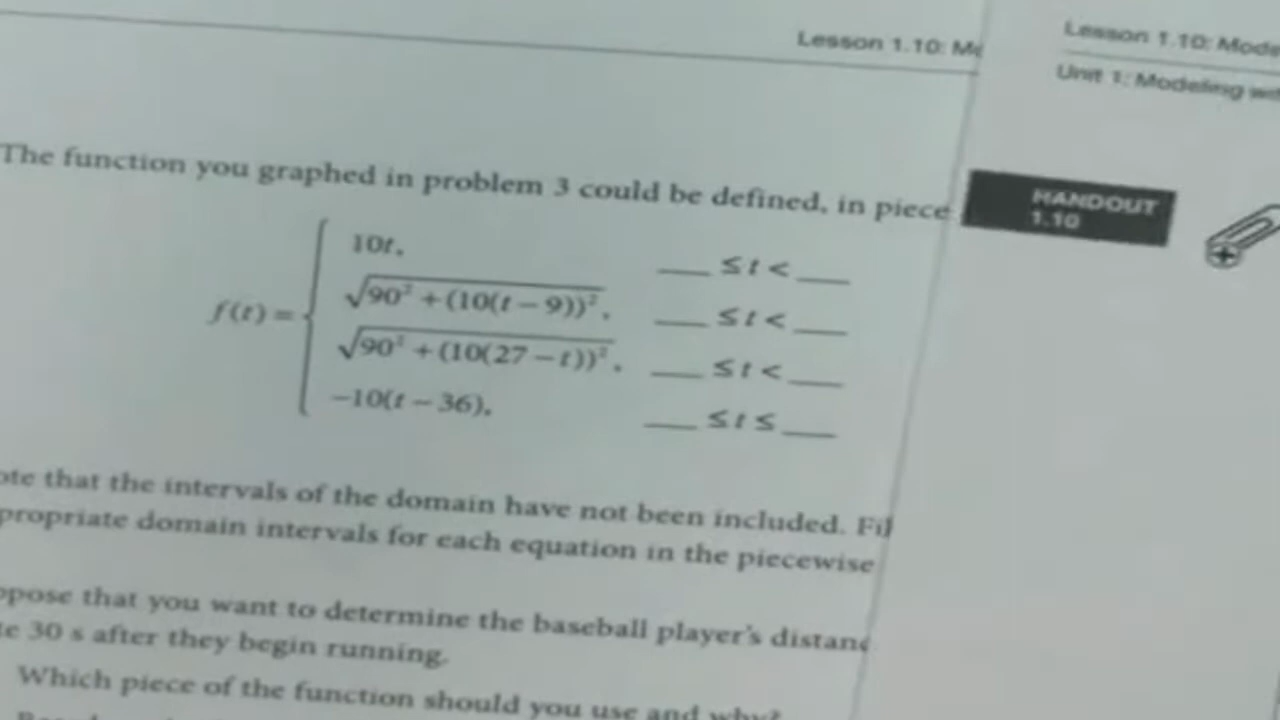 Lesson 1.10: Mo
Lesson 1.10: Mode
Unit 1: Modeling wit
HANDOUT
1.10
The function you graphed in problem 3 could be defined, in piece
f(t) =
10t, ___ ≤ t < ___
√90² + (10(t − 9))², ___ ≤ t < ___
√90² + (10(27 − t))², ___ ≤ t < ___
−10(t − 36), ___ ≤ t ≤ ___
ote that the intervals of the domain have not been included. Fil
propriate domain intervals for each equation in the piecewise
ppose that you want to determine the baseball player's distanc
te 30 s after they begin running.
Which piece of the function should you use and why?